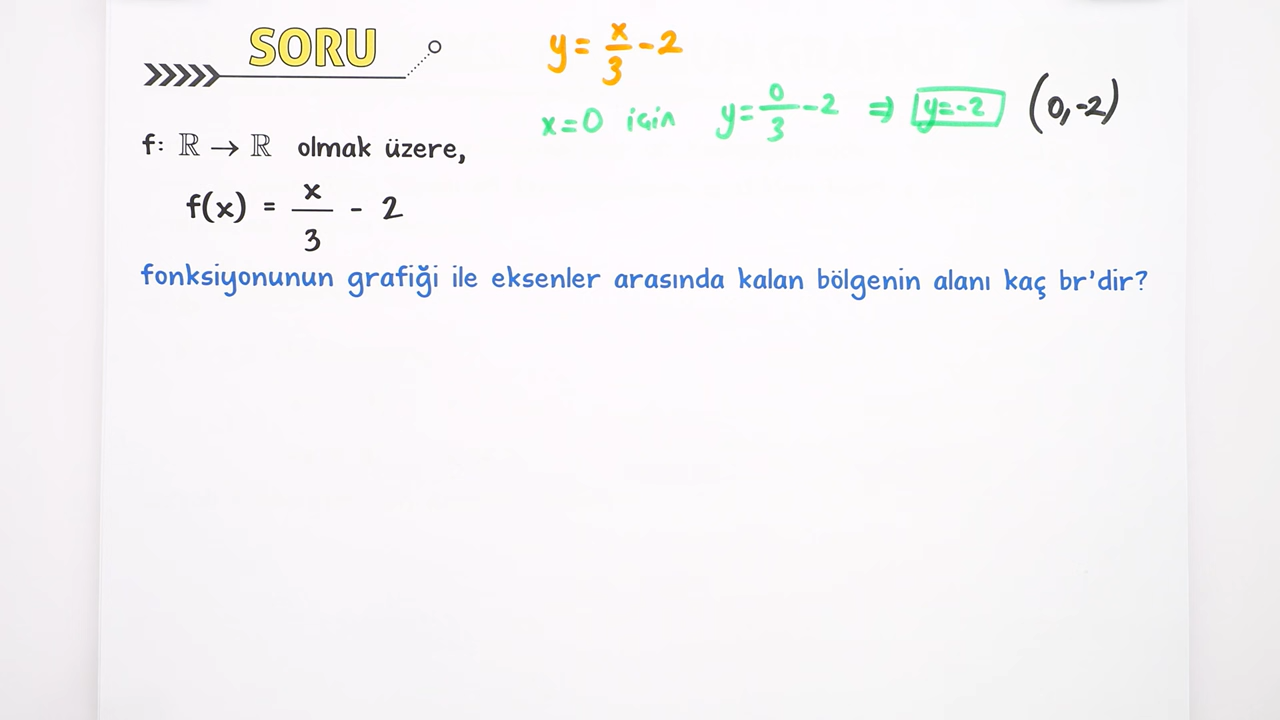 SORU
y = x/3 - 2
x=0 için y = 0/3 - 2 ⇒ y=-2 (0,-2)
f: ℝ → ℝ olmak üzere,
f(x) = x/3 - 2
fonksiyonunun grafiği ile eksenler arasında kalan bölgenin alanı kaç br'dir?